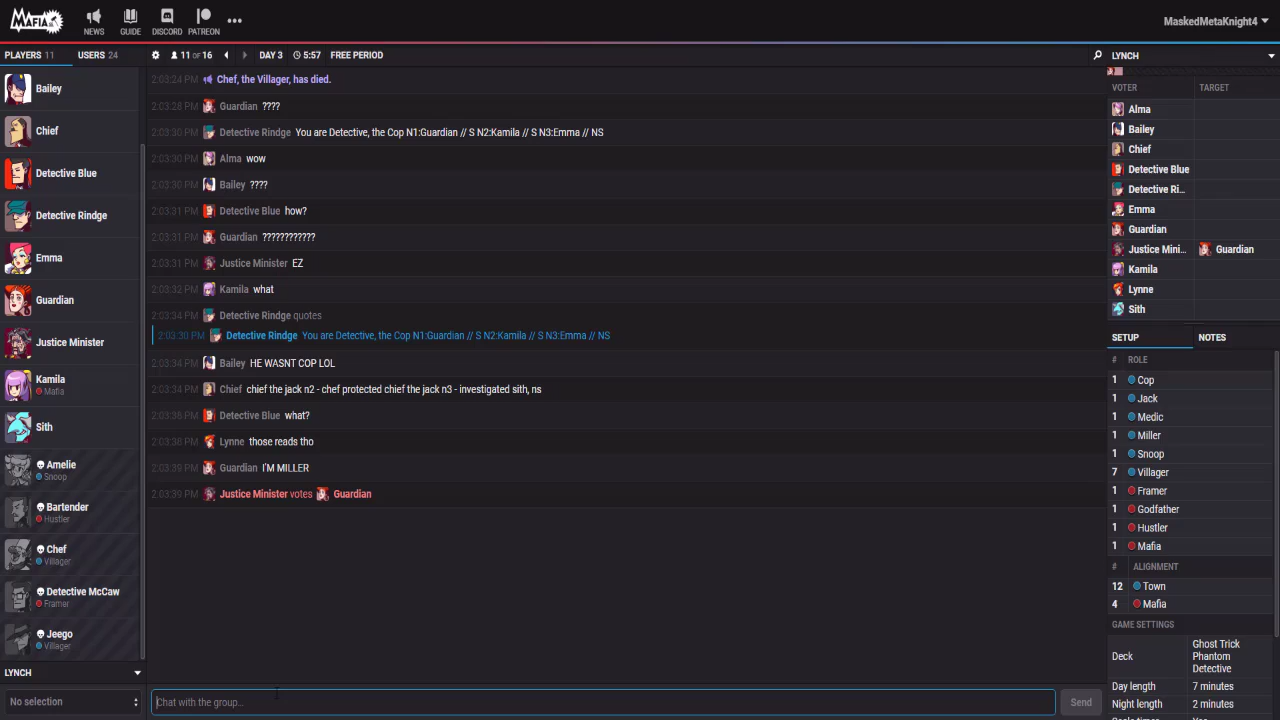 MAFIA
NEWS
GUIDE
DISCORD
PATREON
MaskedMetaKnight4
PLAYERS 11
USERS 24
11 OF 16
DAY 3
5:57
FREE PERIOD
LYNCH
Bailey
Chief
Detective Blue
Detective Rindge
Emma
Guardian
Justice Minister
Kamila
Mafia
Sith
Amelie
Snoop
Bartender
Hustler
Chef
Villager
Detective McCaw
Framer
Jeego
Villager
LYNCH
No selection
2:03:24 PM Chef, the Villager, has died.
2:03:28 PM Guardian ????
2:03:30 PM Detective Rindge You are Detective, the Cop N1:Guardian // S N2:Kamila // S N3:Emma // NS
2:03:30 PM Alma wow
2:03:30 PM Bailey ????
2:03:31 PM Detective Blue how?
2:03:31 PM Guardian ????????????
2:03:31 PM Justice Minister EZ
2:03:32 PM Kamila what
2:03:34 PM Detective Rindge quotes
2:03:30 PM Detective Rindge You are Detective, the Cop N1:Guardian // S N2:Kamila // S N3:Emma // NS
2:03:34 PM Bailey HE WASNT COP LOL
2:03:34 PM Chief chief the jack n2 - chef protected chief the jack n3 - investigated sith, ns
2:03:36 PM Detective Blue what?
2:03:38 PM Lynne those reads tho
2:03:39 PM Guardian I'M MILLER
2:03:39 PM Justice Minister votes Guardian
Chat with the group...
Send
VOTER TARGET
Alma
Bailey
Chief
Detective Blue
Detective Ri...
Emma
Guardian
Justice Mini... Guardian
Kamila
Lynne
Sith
SETUP NOTES
# ROLE
1 Cop
1 Jack
1 Medic
1 Miller
1 Snoop
7 Villager
1 Framer
1 Godfather
1 Hustler
1 Mafia
# ALIGNMENT
12 Town
4 Mafia
GAME SETTINGS
Deck Ghost Trick
Phantom
Detective
Day length 7 minutes
Night length 2 minutes